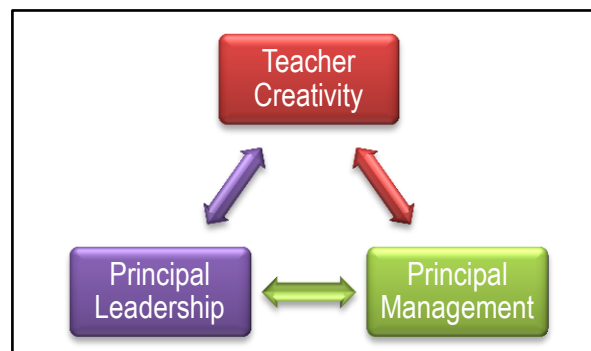 Teacher
Creativity
Principal
Leadership
Principal
Management